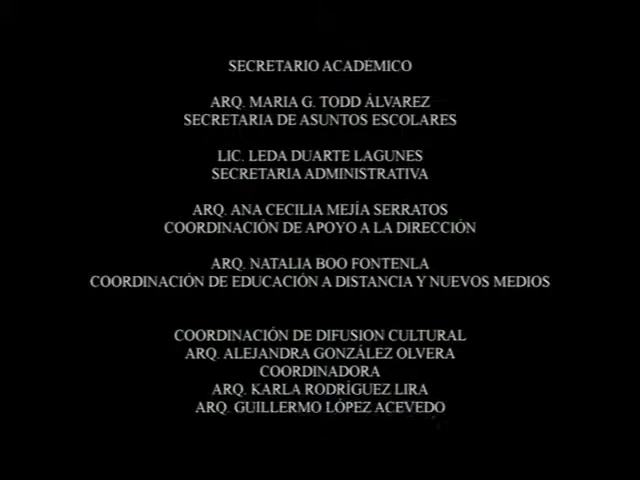 SECRETARIO ACADEMICO
ARQ. MARIA G. TODD ÁLVAREZ
SECRETARIA DE ASUNTOS ESCOLARES
LIC. LEDA DUARTE LAGUNES
SECRETARIA ADMINISTRATIVA
ARQ. ANA CECILIA MEJÍA SERRATOS
COORDINACIÓN DE APOYO A LA DIRECCIÓN
ARQ. NATALIA BOO FONTENLA
COORDINACIÓN DE EDUCACIÓN A DISTANCIA Y NUEVOS MEDIOS
COORDINACIÓN DE DIFUSION CULTURAL
ARQ. ALEJANDRA GONZÁLEZ OLVERA
COORDINADORA
ARQ. KARLA RODRÍGUEZ LIRA
ARQ. GUILLERMO LÓPEZ ACEVEDO